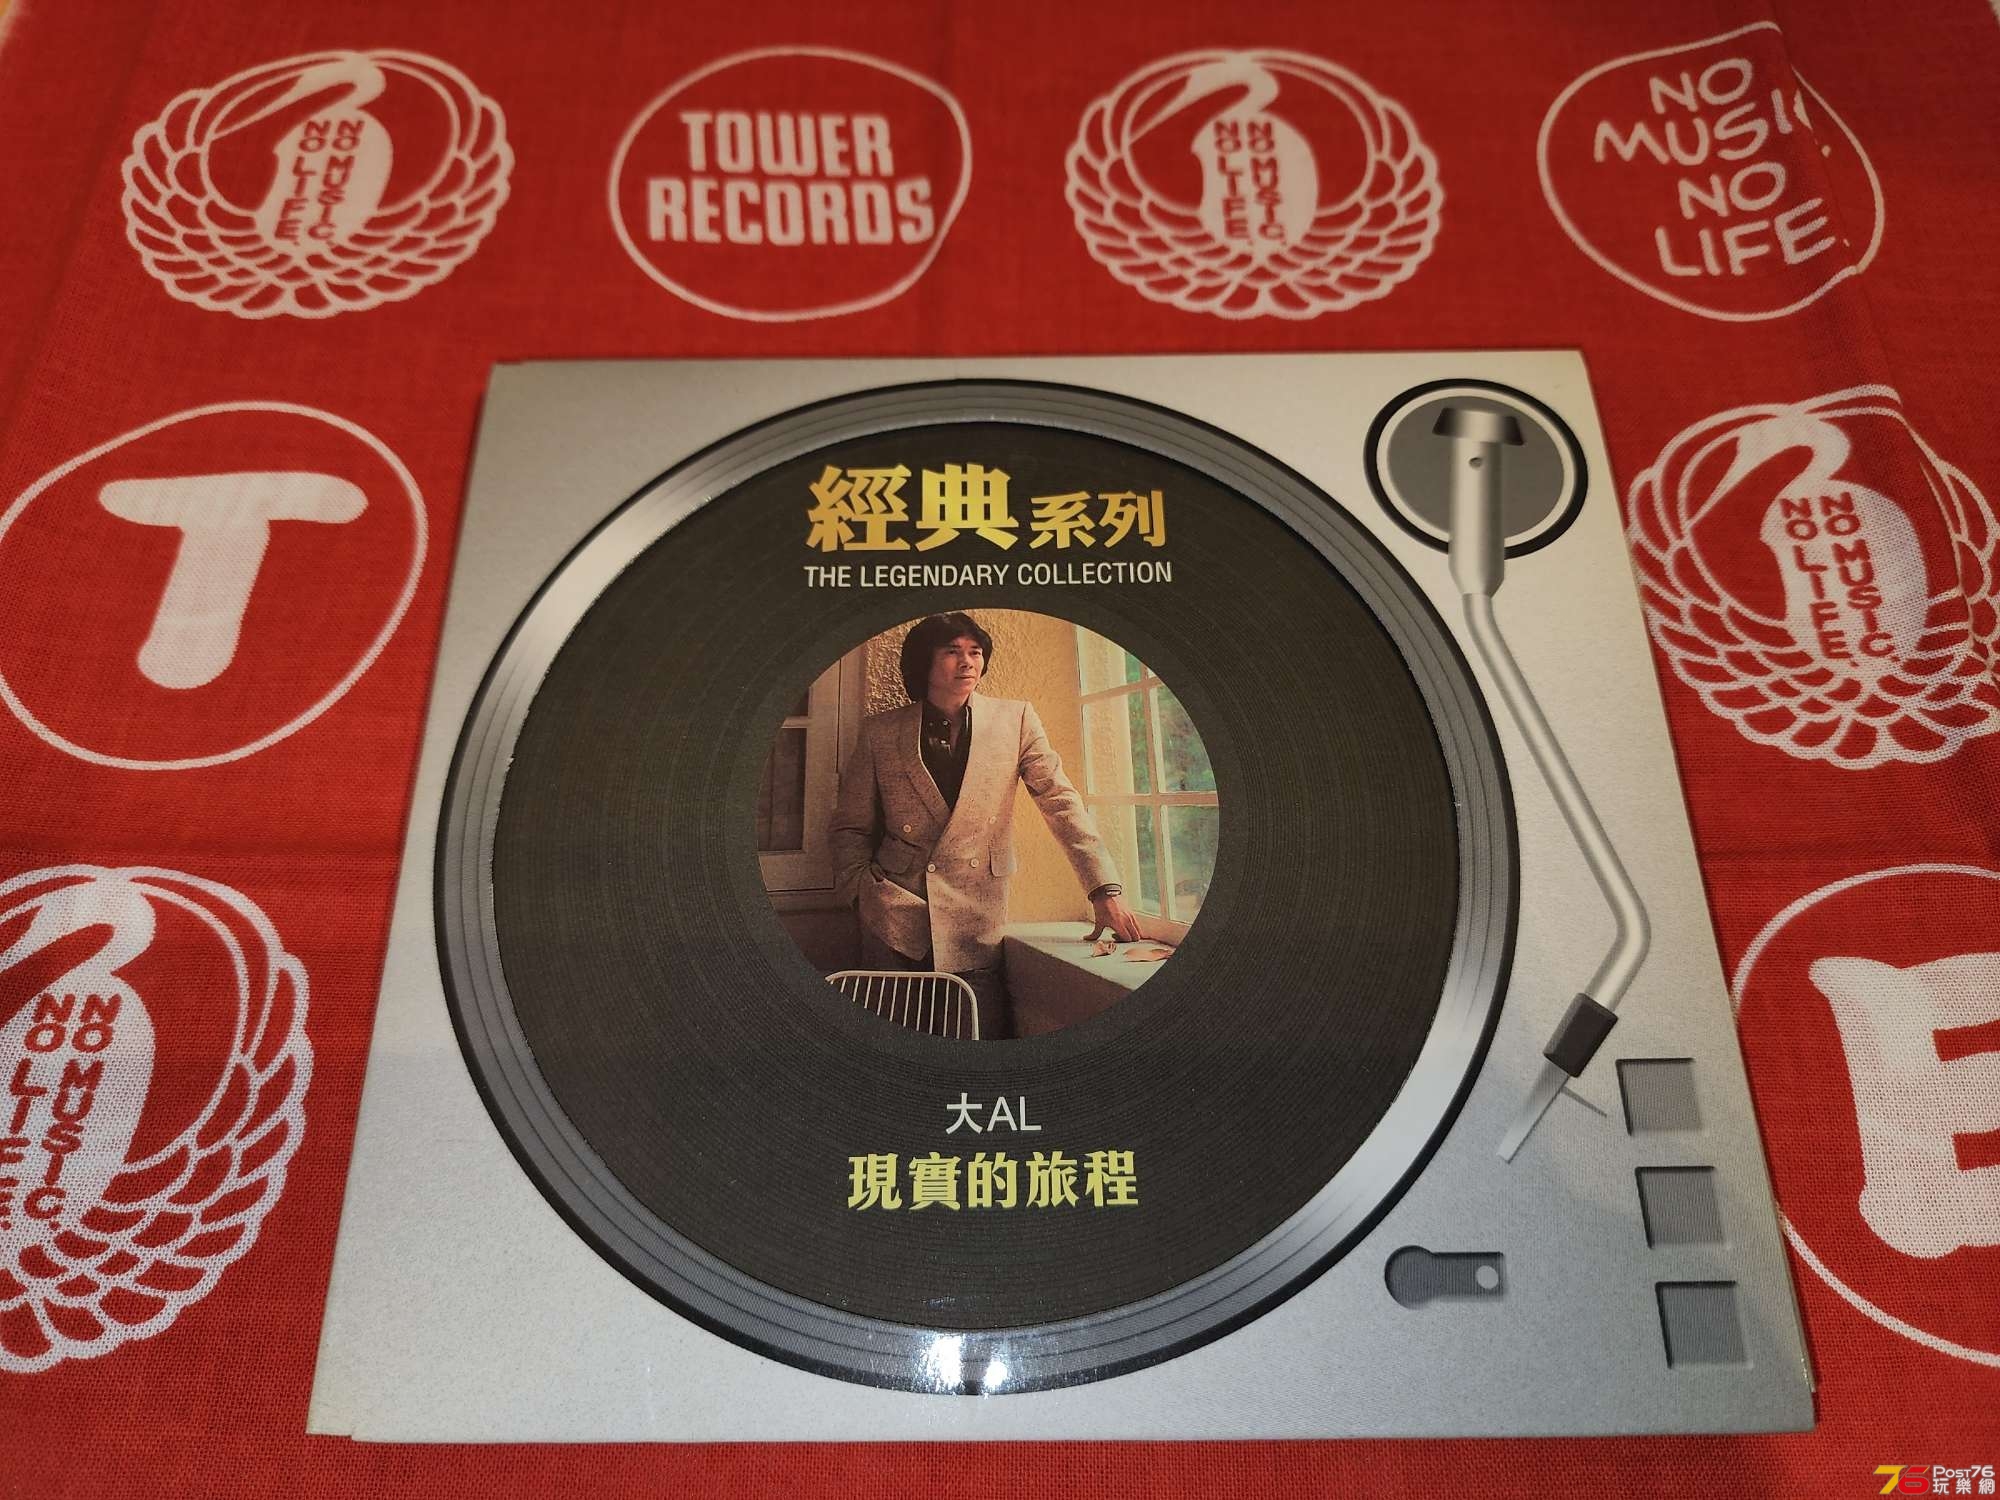 NO MUSIC.
NO LIFE.
TOWER
RECORDS
NO MUSIC.
NO LIFE.
NO
MUSIC
NO
LIFE.
T
NO MUSIC.
NO LIFE.
經典系列
THE LEGENDARY COLLECTION
大AL
現實的旅程
NO MUSIC.
NO LIFE.
E
76 POST76
玩樂網